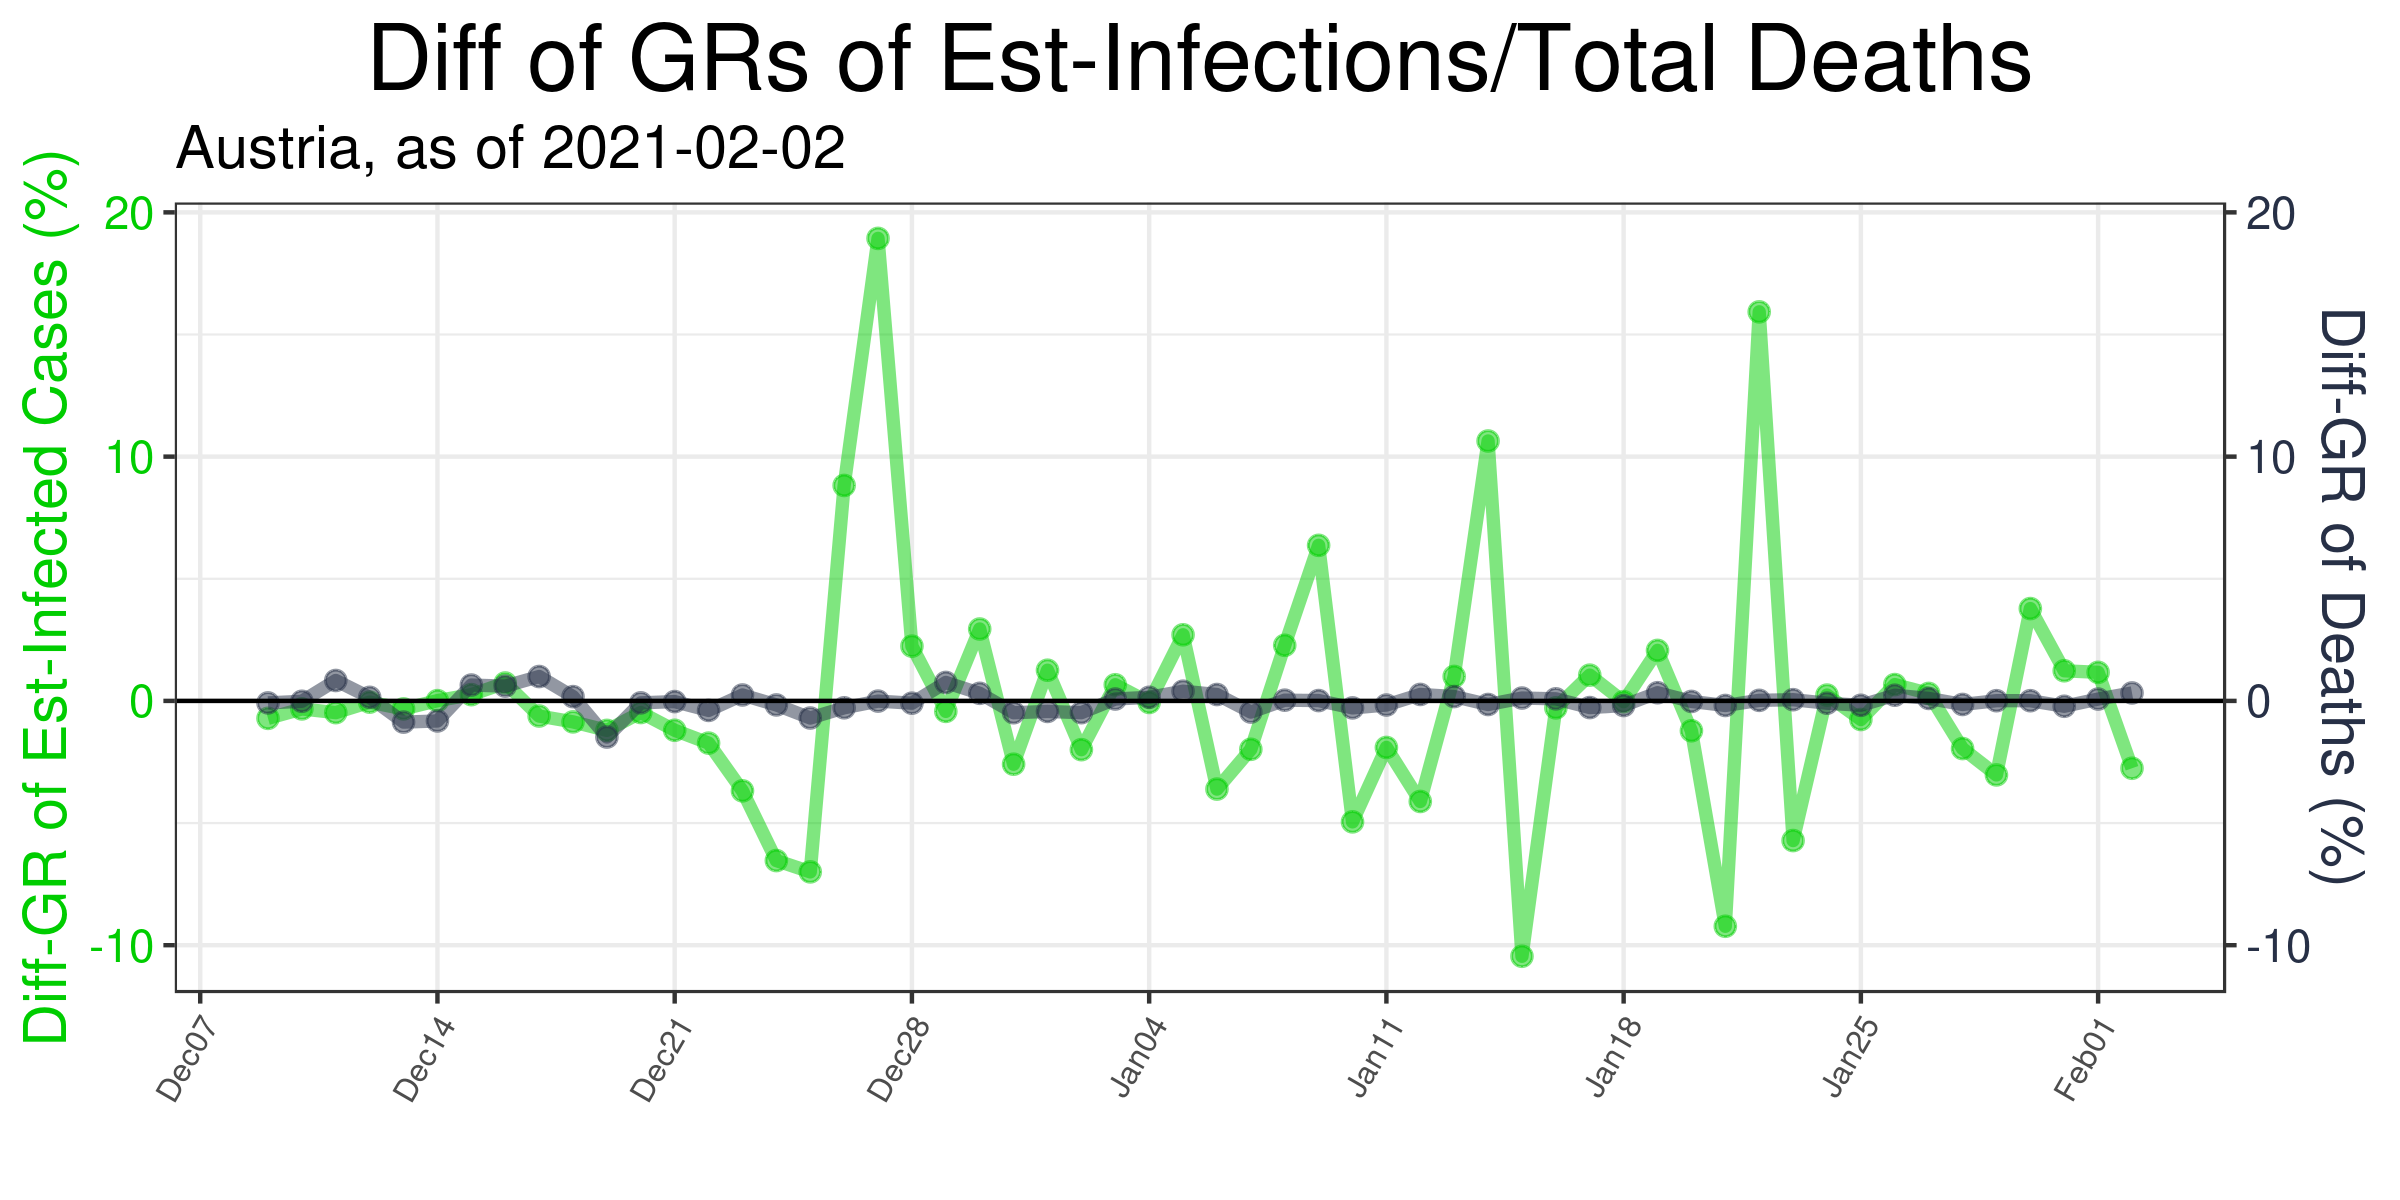 Diff of GRs of Est-Infections/Total Deaths
Austria, as of 2021-02-02
Diff-GR of Est-Infected Cases (%)
20
10
0
-10
20
10
0
-10
Diff-GR of Deaths (%)
Dec07
Dec14
Dec21
Dec28
Jan04
Jan11
Jan18
Jan25
Feb01